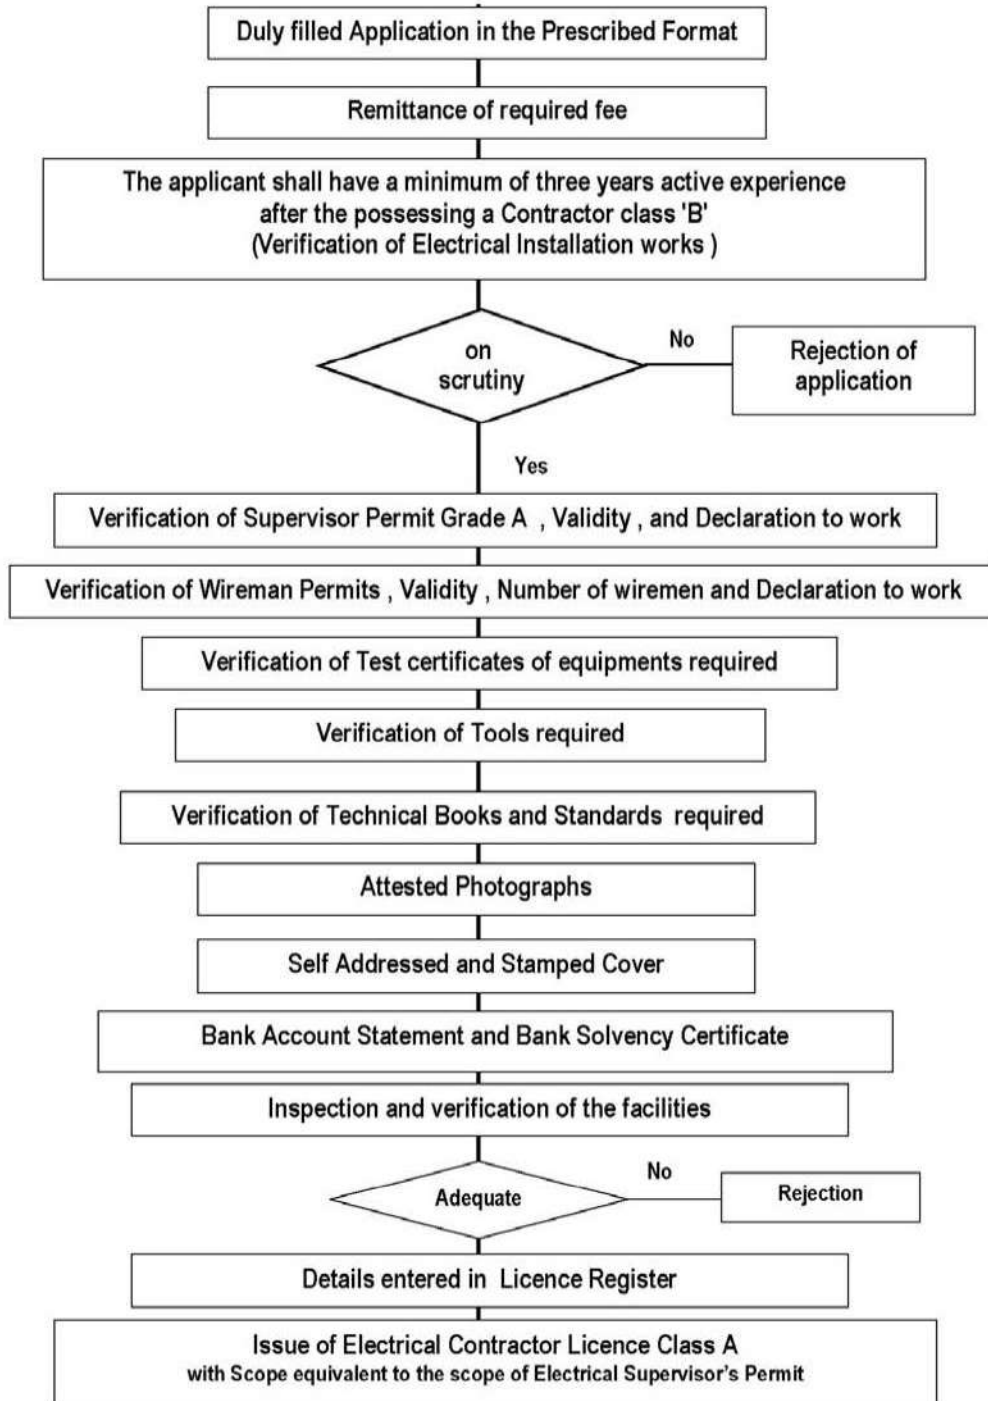 Duly filled Application in the Prescribed Format
Remittance of required fee
The applicant shall have a minimum of three years active experience
after the possessing a Contractor class 'B'
(Verification of Electrical Installation works )
on
scrutiny
No
Rejection of
application
Yes
Verification of Supervisor Permit Grade A , Validity , and Declaration to work
Verification of Wireman Permits , Validity , Number of wiremen and Declaration to work
Verification of Test certificates of equipments required
Verification of Tools required
Verification of Technical Books and Standards required
Attested Photographs
Self Addressed and Stamped Cover
Bank Account Statement and Bank Solvency Certificate
Inspection and verification of the facilities
Adequate
No
Rejection
Details entered in Licence Register
Issue of Electrical Contractor Licence Class A
with Scope equivalent to the scope of Electrical Supervisor's Permit